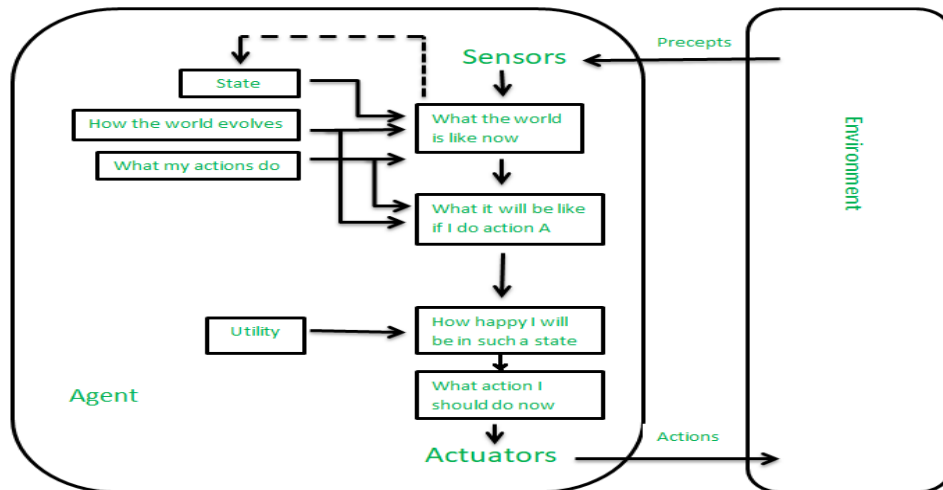 Precepts
Sensors
State
How the world evolves
What my actions do
What the world
is like now
Environment
What it will be like
if I do action A
Utility
How happy I will
be in such a state
Agent
What action I
should do now
Actuators
Actions